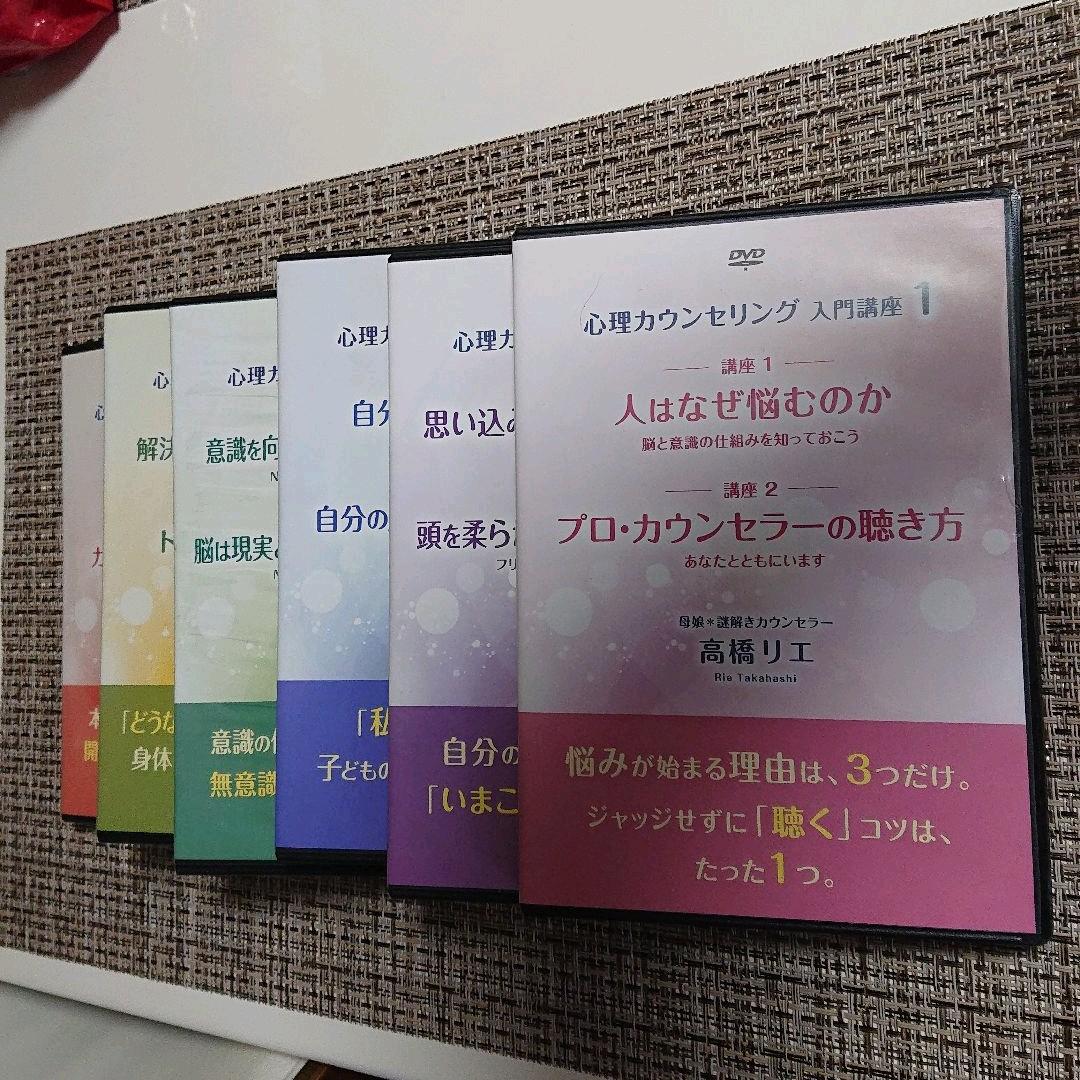 DVD
心理カウンセリング 入門講座 1
講座 1
人はなぜ悩むのか
脳と意識の仕組みを知っておこう
講座 2
プロ・カウンセラーの聴き方
あなたとともにいます
母娘＊謎解きカウンセラー
高橋リエ
Rie Takahashi
悩みが始まる理由は、3つだけ。
ジャッジせずに「聴く」コツは、
たった1つ。
心理カ
思い込み
頭を柔ら
フリ
自分の
「いまこ
心理カ
自分
自分の
「私
子どもの
心理カ
意識を向
N
脳は現実
N
意識の
無意識
心
解決
ト
「どうな
身体
心
カ
本
開